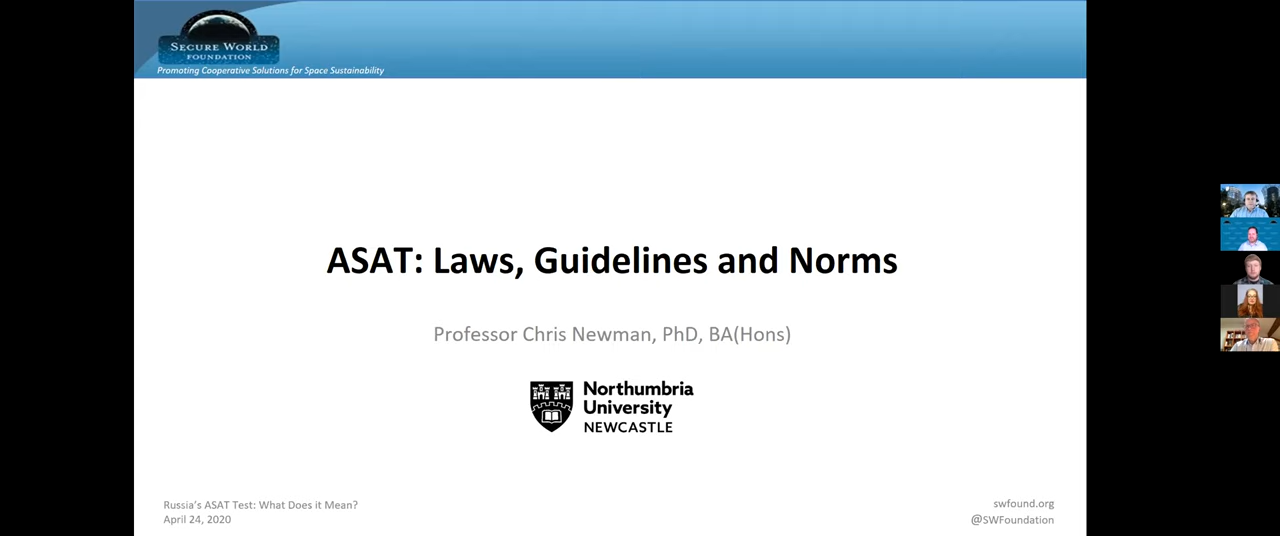 SECURE WORLD
FOUNDATION
Promoting Cooperative Solutions for Space Sustainability
ASAT: Laws, Guidelines and Norms
Professor Chris Newman, PhD, BA(Hons)
Northumbria
University
NEWCASTLE
Russia's ASAT Test: What Does it Mean?
April 24, 2020
swfound.org
@SWFoundation